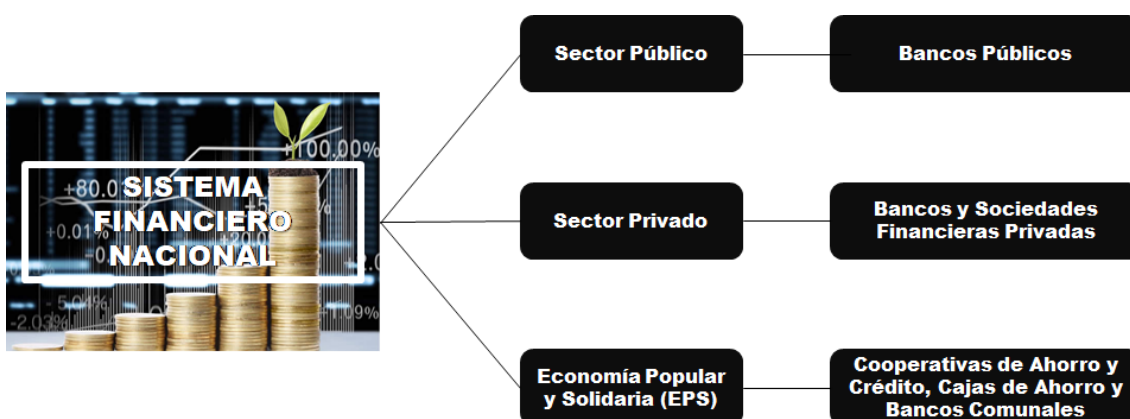 Sector Público
Bancos Públicos
+100.00%
+80.0
SISTEMA
FINANCIERO
NACIONAL
+0.01%
+20.0
- 5.04%
-2.03%
+1.09%
Sector Privado
Bancos y Sociedades
Financieras Privadas
Economía Popular
y Solidaria (EPS)
Cooperativas de Ahorro y
Crédito, Cajas de Ahorro y
Bancos Comunales